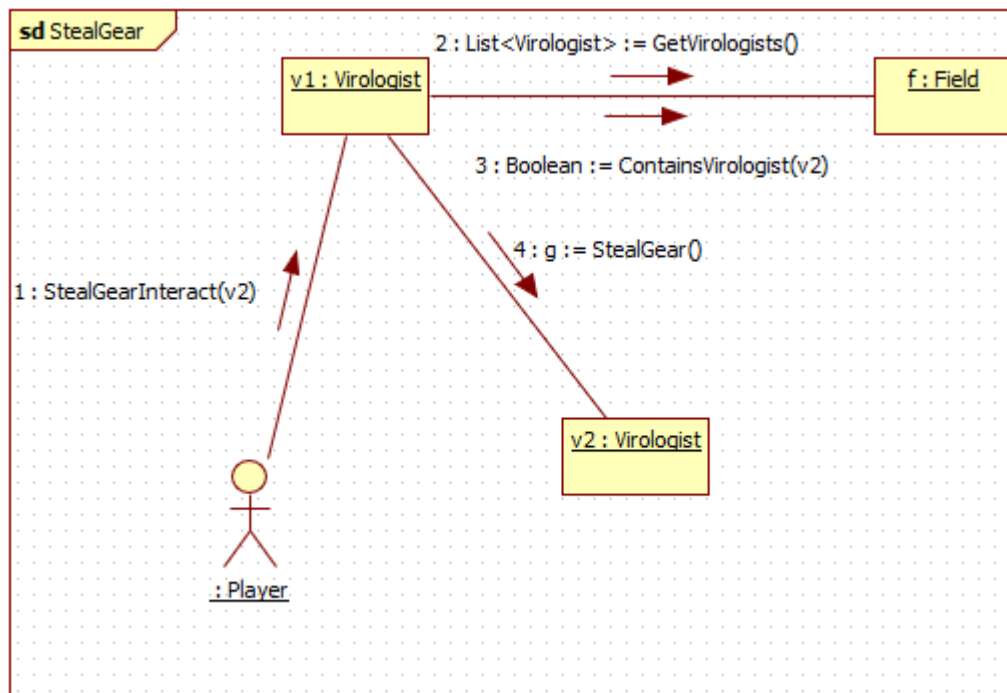 sd StealGear
2 : List<Virologist> := GetVirologists()
v1 : Virologist
f : Field
3 : Boolean := ContainsVirologist(v2)
4 : g := StealGear()
1 : StealGearInteract(v2)
v2 : Virologist
: Player